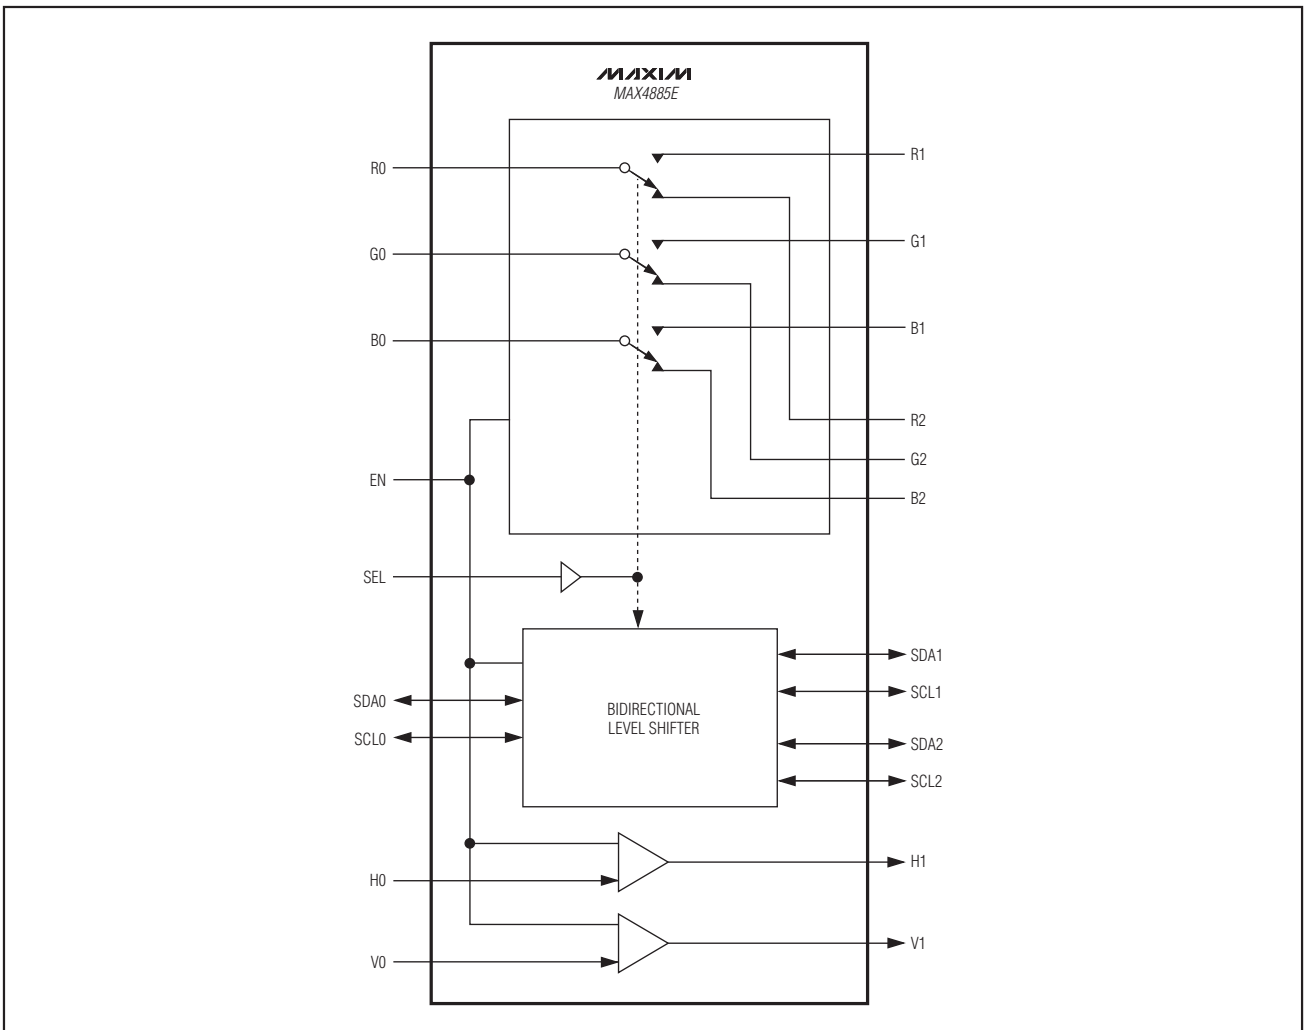 MAXIM
MAX4885E
R0
R1
G0
G1
B0
B1
R2
EN
G2
B2
SEL
SDA1
SDA0
SCL1
BIDIRECTIONAL
LEVEL SHIFTER
SCL0
SDA2
SCL2
H0
H1
V0
V1